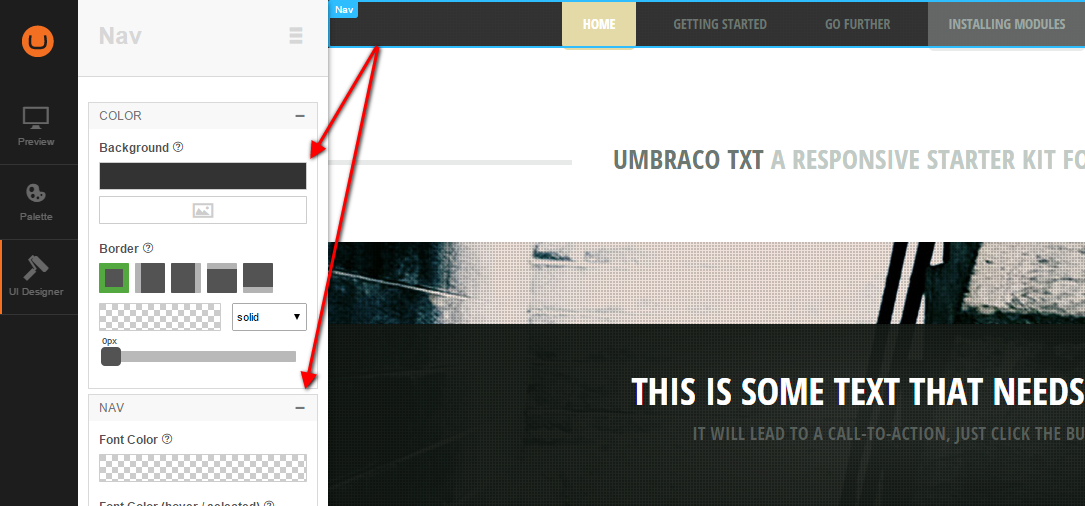 Nav
Preview
Palette
UI Designer
COLOR
Background
Border
solid
0px
NAV
Font Color
Font Color (hover / selected)
Nav
HOME GETTING STARTED GO FURTHER INSTALLING MODULES
UMBRACO TXT A RESPONSIVE STARTER KIT FO
THIS IS SOME TEXT THAT NEEDS
IT WILL LEAD TO A CALL-TO-ACTION, JUST CLICK THE BU